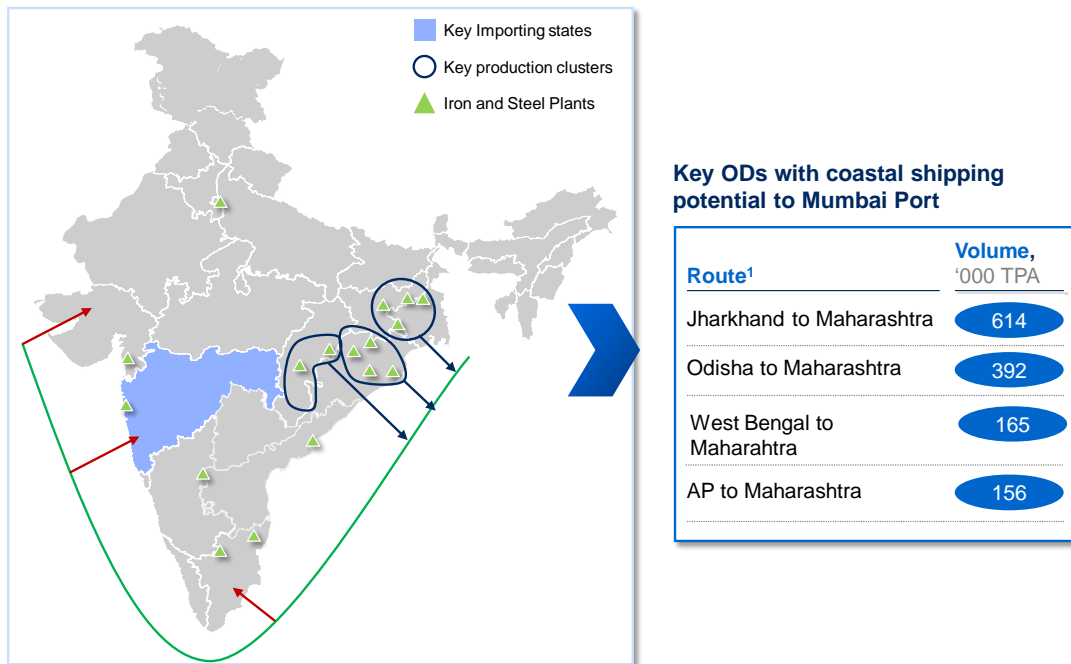 Key Importing states
Key production clusters
Iron and Steel Plants
Key ODs with coastal shipping
potential to Mumbai Port
Route¹
Volume,
‘000 TPA
Jharkhand to Maharashtra
614
Odisha to Maharashtra
392
West Bengal to
Maharahtra
165
AP to Maharashtra
156